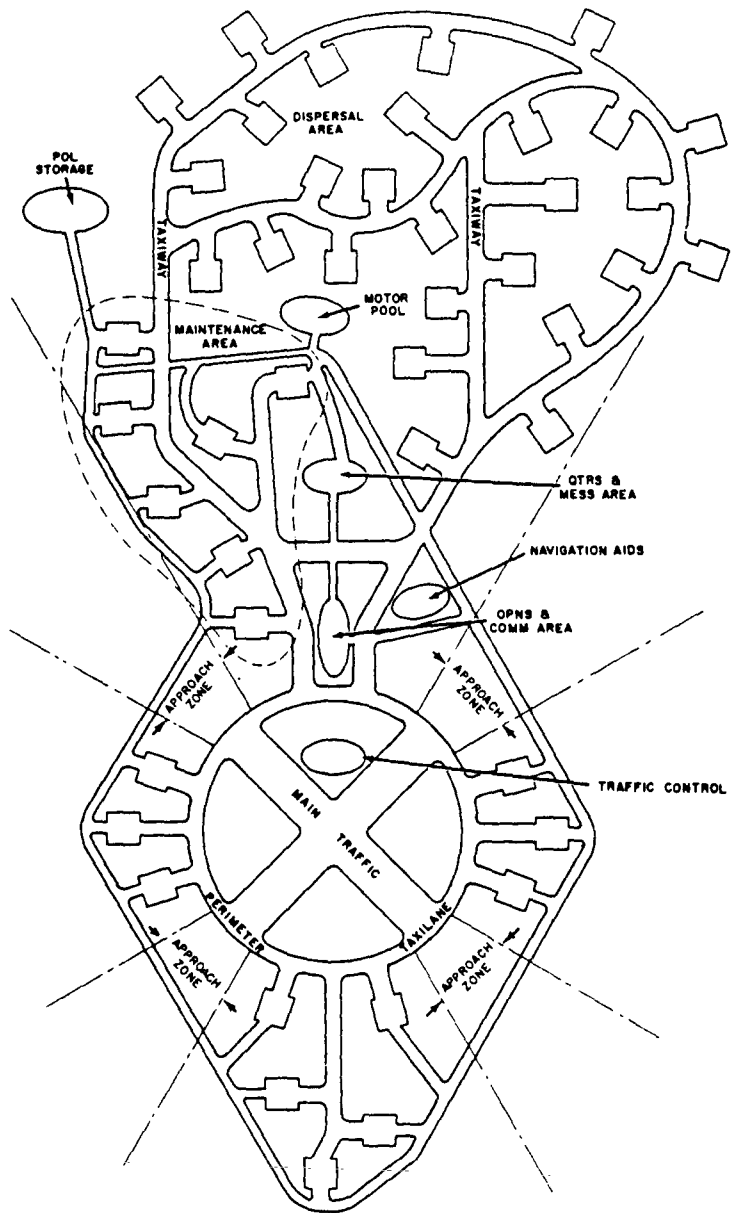 DISPERSAL
AREA
POL
STORAGE
TAXIWAY
TAXIWAY
MOTOR
POOL
MAINTENANCE
AREA
QTRS &
MESS AREA
NAVIGATION AIDS
OPNS &
COMM AREA
APPROACH
ZONE
APPROACH
ZONE
TRAFFIC CONTROL
MAIN
TRAFFIC
PERIMETER
TAXILANE
APPROACH
ZONE
APPROACH
ZONE